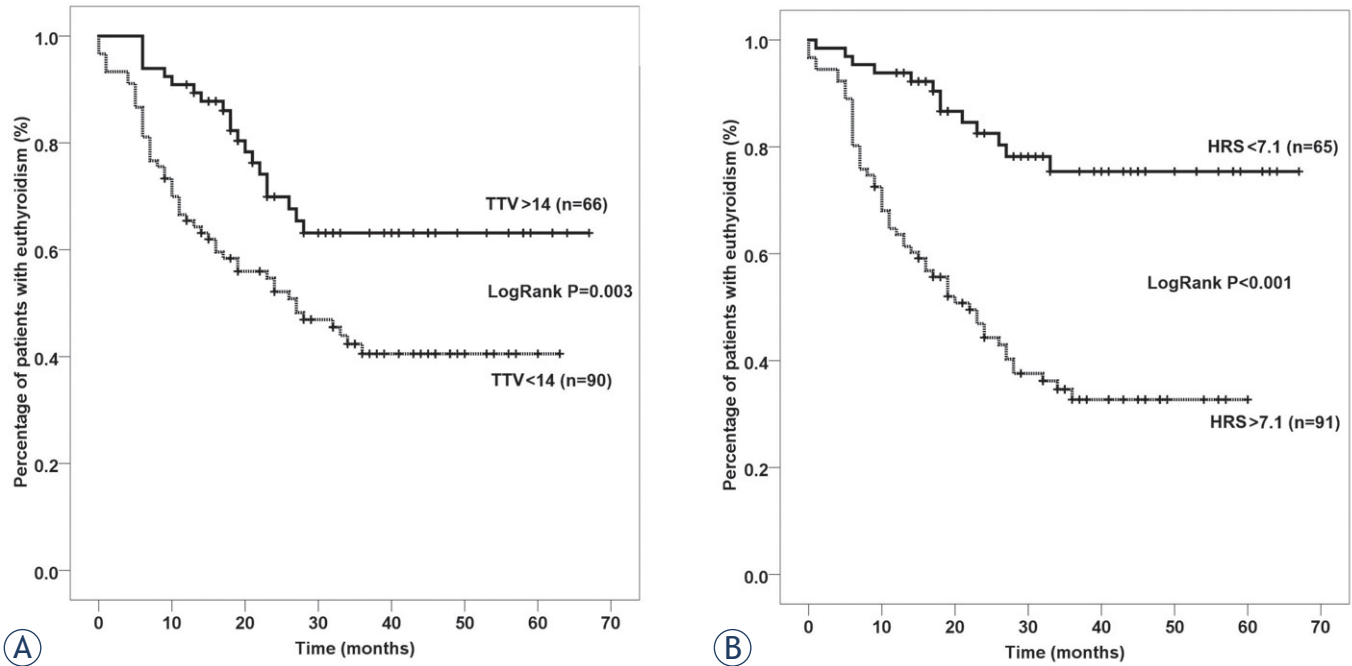 Percentage of patients with euthyroidism (%)
1.0
0.8
0.6
0.4
0.2
0.0
TTV>14 (n=66)
LogRank P=0.003
TTV<14 (n=90)
0 10 20 30 40 50 60 70
Time (months)
A
Percentage of patients with euthyroidism (%)
1.0
0.8
0.6
0.4
0.2
0.0
HRS<7.1 (n=65)
LogRank P<0.001
HRS>7.1 (n=91)
0 10 20 30 40 50 60 70
Time (months)
B